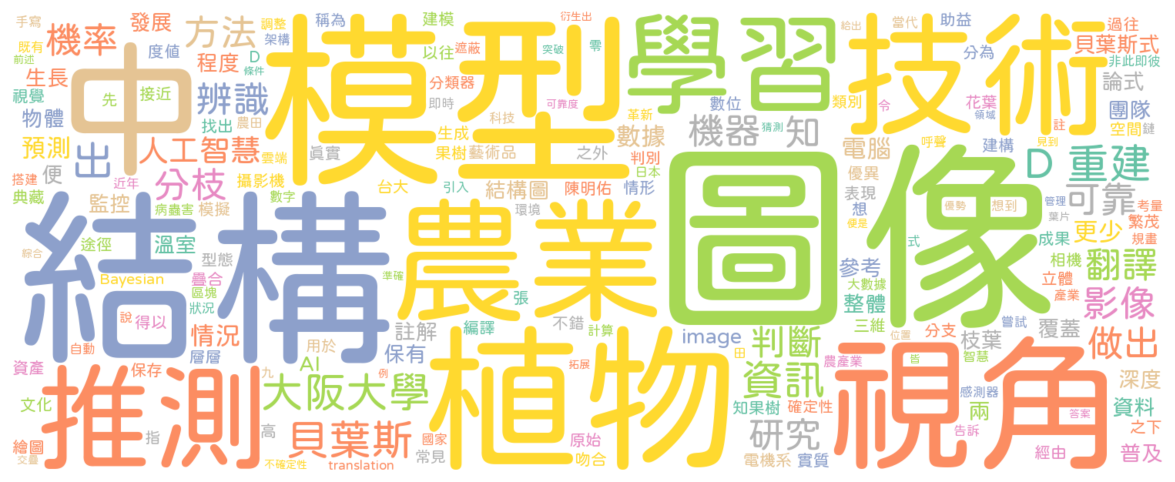 手寫 稱為 建模 衍生出 給出 當代 助益 過往
既有 發展 調整 架構 以往 遮蔽 突破 零 分為 貝葉斯式
前述 機率 度值 方法 程度 D 條件 模型 學習 技術 非此即彼
生長 中 先 接近 辨識 分類器 即時 可靠度 革新 數位 類別 令 花葉 論式
視覺 物體 找出 農田 科技 生成 數據 機器 猜測 知 領域 註 團隊
預測 出 人工智慧 雲端 真實 果樹 藝術品 之外 判別 日本 電腦 呼聲 建構 空間 鏈 見到
搭建 近年 便 分枝 攝影機 台大 引入 結構圖 陳明佑 情形 優異 D 重建
典藏 監控 病蟲害 數字 模擬 環境 土 圖像 表現 想 優勢 想到 管理 葉片 可靠 考量 繁茂 規畫
結構 農業 途徑 溫室 型態 式 便是 成果 更少
綜合 Bayesian 疊合 區塊 狀況 準確 張 參考 大數據 相機 翻譯
說 得以 情況 註解 編譯 不錯 計算 整體 三維 立體 產業 影像
自動 層層 用於 保有 拓展 image 田 判斷 分支 位置 嘗試 覆蓋 做出
資產 推測 保存 AI 九 例 植物 農產業 皆 枝葉 智慧 視角
文化 大阪大學 資訊 知果樹 確定性 感測器 兩 深度 資料
繪圖 指 高 貝葉斯 國家 原始 研究 告訴 答案 之下
交疊 不確定性 translation 常見 吻合 電機系 實質 經由 普及